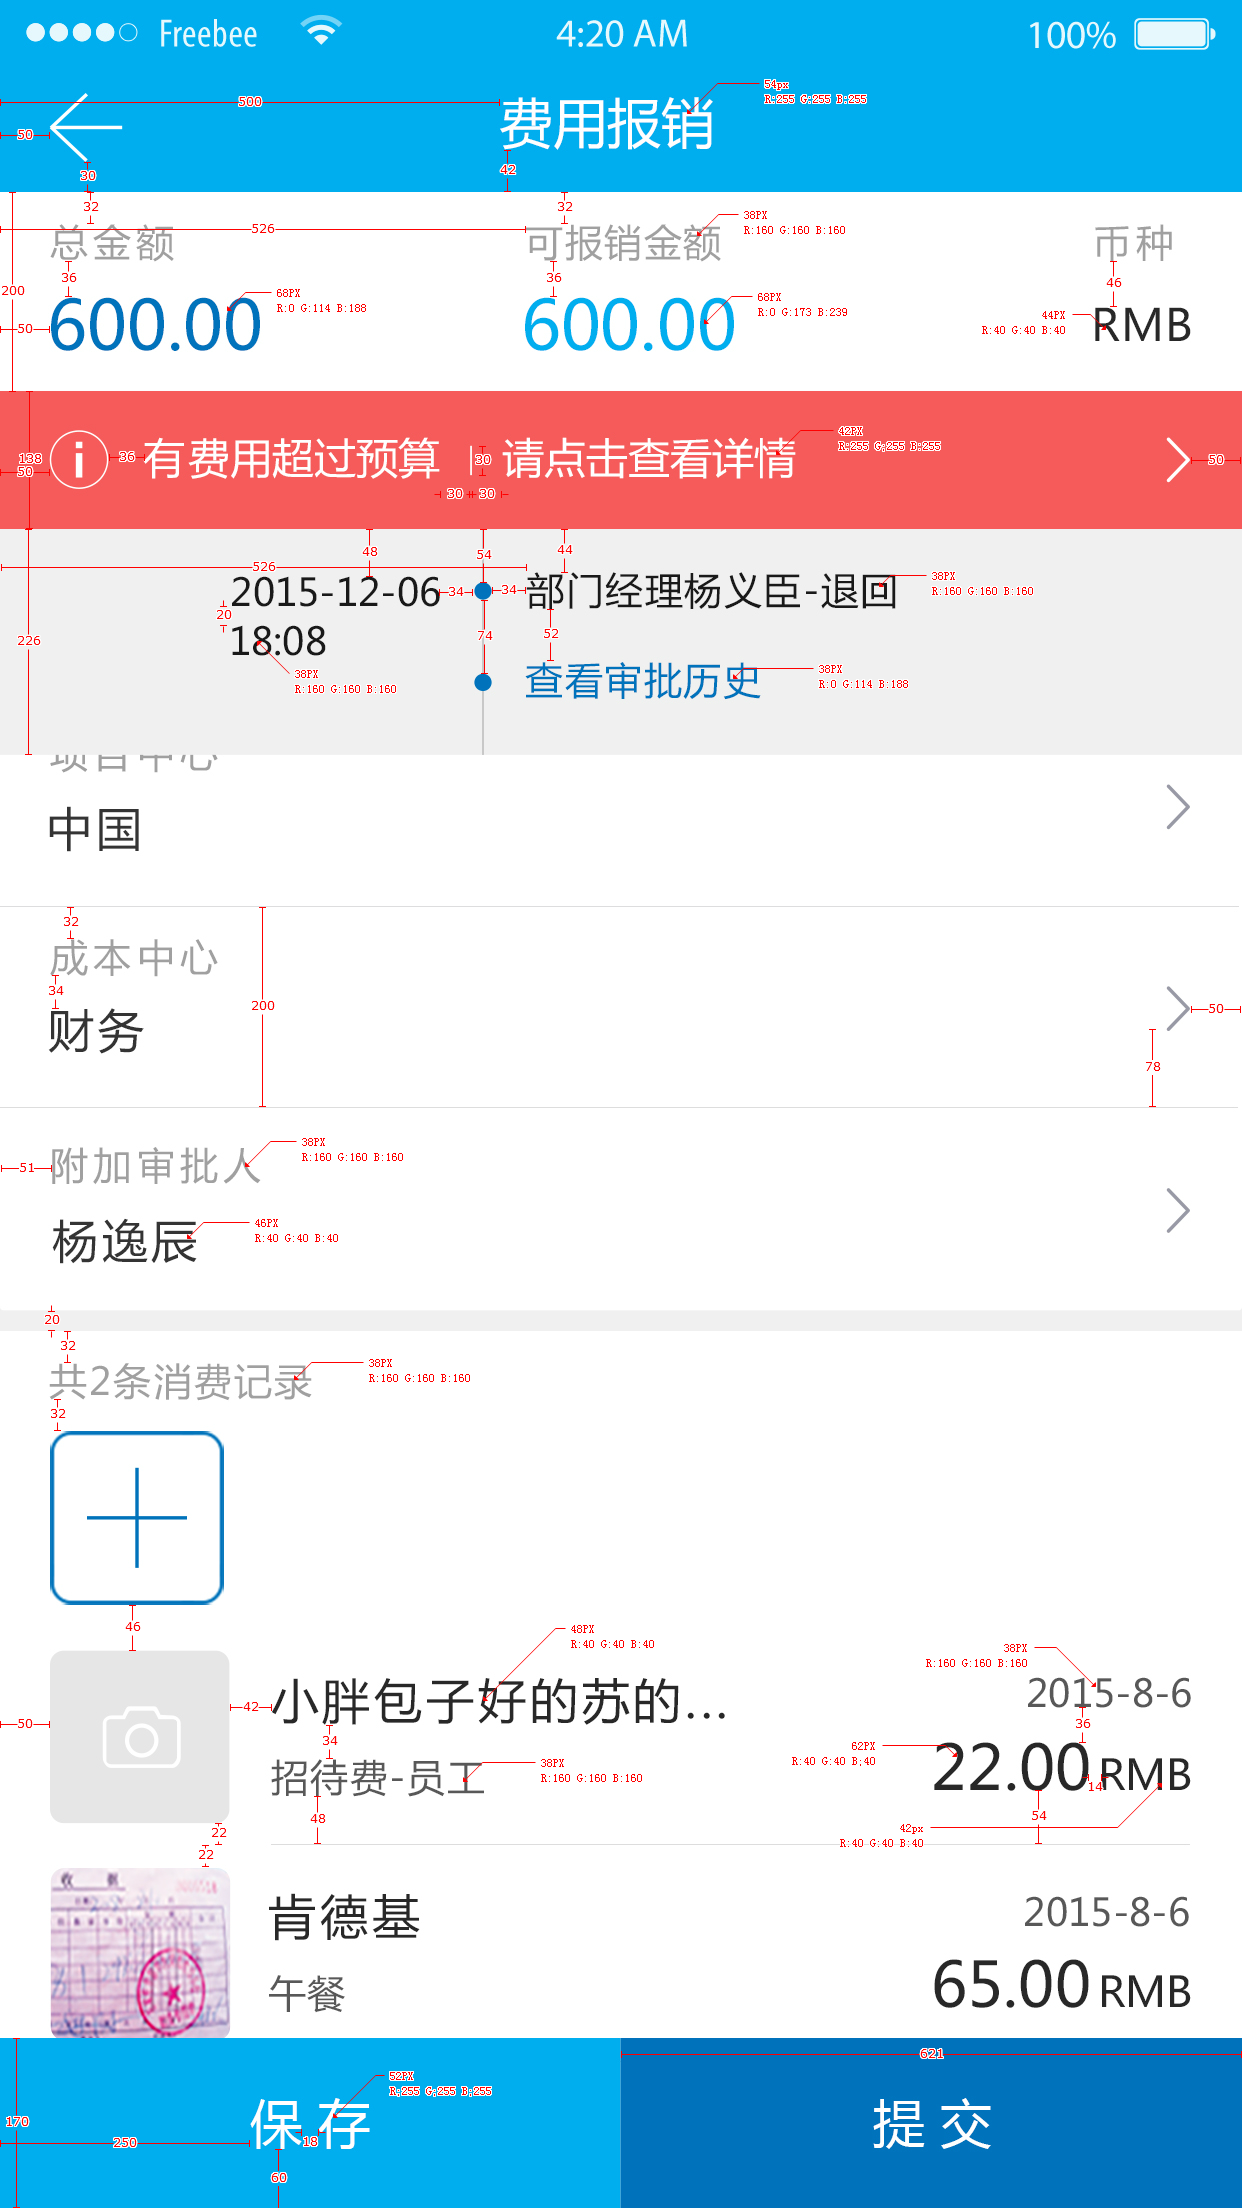 Freebee 4:20 AM 100%
500
54px
R:255 G:255 B:255
费用报销
50
30
42
32
32
38PX
R:160 G:160 B:160
526
总金额 可报销金额 币种
36
36
46
200
68PX
R:0 G:114 B:188
68PX
R:0 G:173 B:239
44PX
R:40 G:40 B:40
50
600.00 600.00 RMB
42PX
R:255 G:255 B:255
138
50
36
有费用超过预算 | 请点击查看详情
30
50
30
30
48
54
44
526
38PX
R:160 G:160 B:160
2015-12-06
34
34
部门经理杨义臣-退回
20
18:08
74
52
226
38PX
R:160 G:160 B:160
查看审批历史
38PX
R:0 G:114 B:188
项目中心
中国
32
成本中心
34
200
50
财务
78
38PX
R:160 G:160 B:160
51
附加审批人
46PX
R:40 G:40 B:40
杨逸辰
20
32
38PX
R:160 G:160 B:160
共2条消费记录
32
46
48PX
R:40 G:40 B:40
38PX
R:160 G:160 B:160
50
42
小胖包子好的苏的...
2015-8-6
34
36
38PX
R:160 G:160 B:160
62PX
R:40 G:40 B:40
招待费-员工
22.00 RMB
14
48
54
22
42px
R:40 G:40 B:40
22
收 据
肯德基
2015-8-6
午餐
65.00 RMB
621
52PX
R;255 G;255 B;255
170
保存
提交
18
250
60